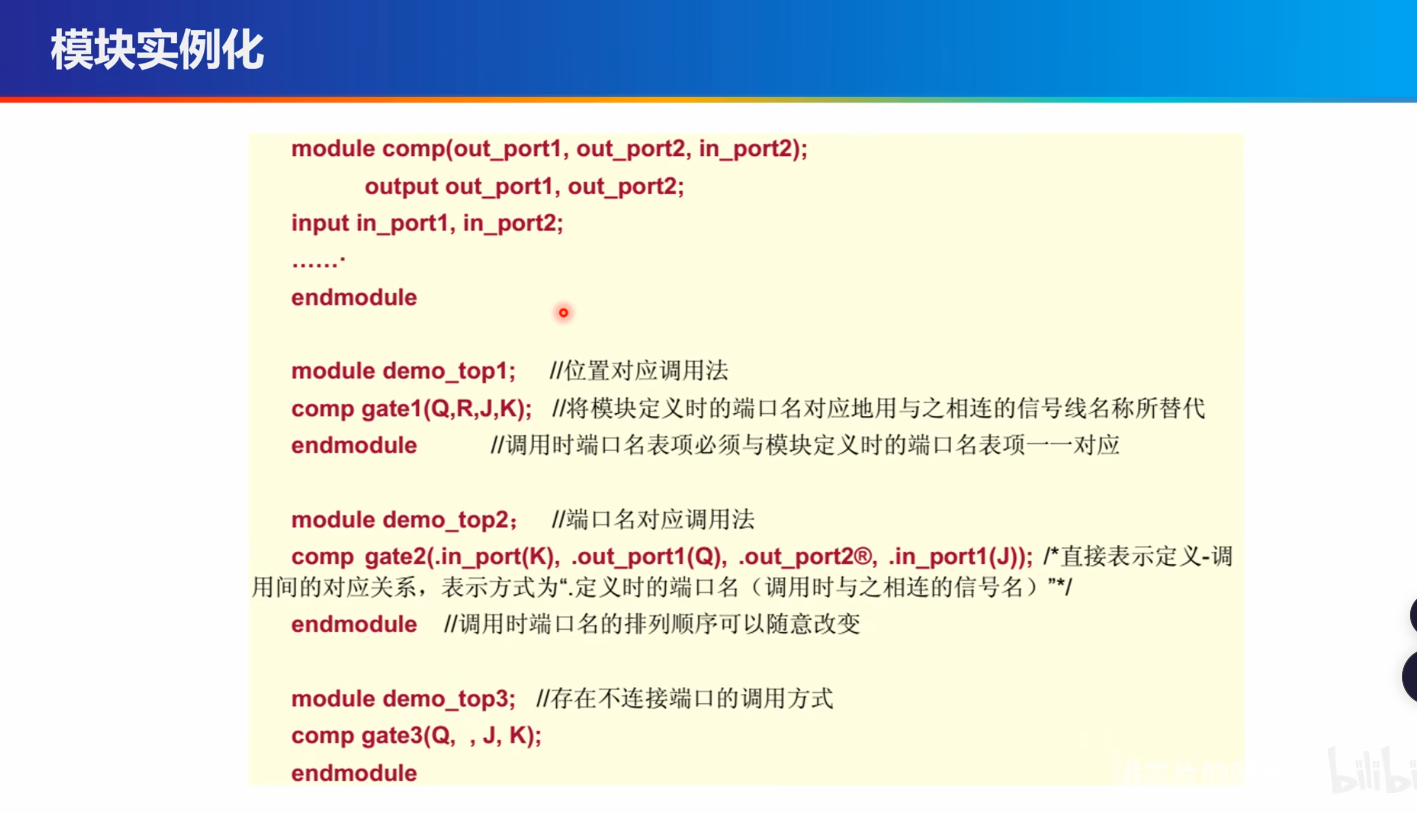 模块实例化
module comp(out_port1, out_port2, in_port2);
output out_port1, out_port2;
input in_port1, in_port2;
……·
endmodule
module demo_top1; //位置对应调用法
comp gate1(Q,R,J,K); //将模块定义时的端口名对应地用与之相连的信号线名称所替代
endmodule //调用时端口名表项必须与模块定义时的端口名表项一一对应
module demo_top2； //端口名对应调用法
comp gate2(.in_port(K), .out_port1(Q), .out_port2®, .in_port1(J)); /*直接表示定义-调
用间的对应关系，表示方式为“.定义时的端口名（调用时与之相连的信号名）”*/
endmodule //调用时端口名的排列顺序可以随意改变
module demo_top3; //存在不连接端口的调用方式
comp gate3(Q, , J, K);
endmodule